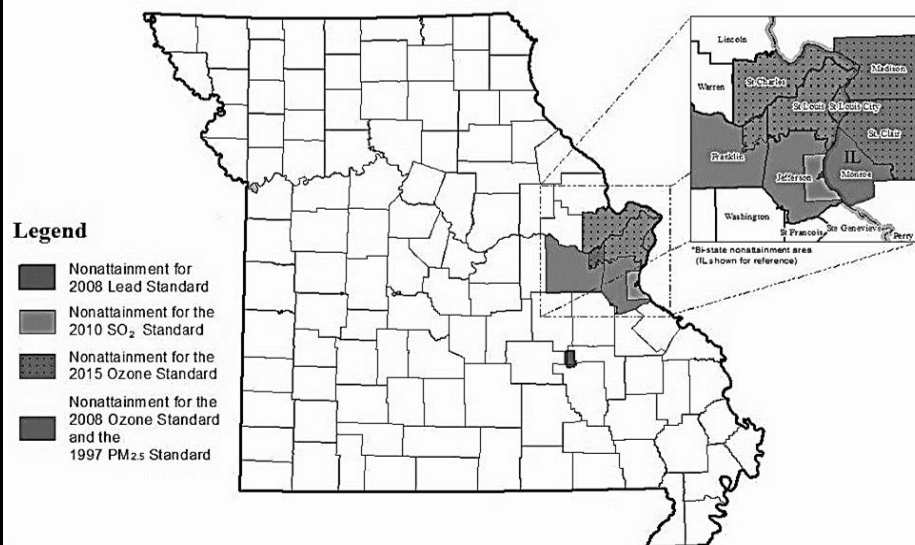 Legend
Nonattainment for
2008 Lead Standard
Nonattainment for the
2010 SO₂ Standard
Nonattainment for the
2015 Ozone Standard
Nonattainment for the
2008 Ozone Standard
and the
1997 PM2.5 Standard
Lincoln
Warren
St Charles
Madison
St Louis
St Louis City
St. Clair
Franklin
IL
Jefferson
Monroe
Washington
St Francois
Ste Genevieve
Perry
*Bi-state nonattainment area
(IL shown for reference)